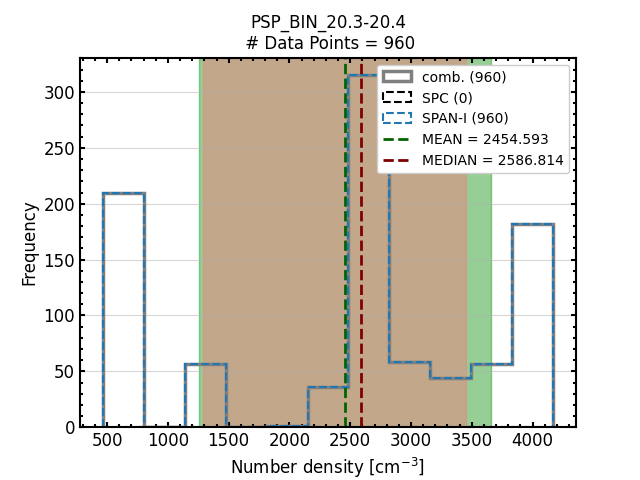 PSP_BIN_20.3-20.4
# Data Points = 960
comb. (960)
SPC (0)
SPAN-I (960)
MEAN = 2454.593
MEDIAN = 2586.814
Frequency
300
250
200
150
100
50
0
500 1000 1500 2000 2500 3000 3500 4000
Number density [cm⁻³]